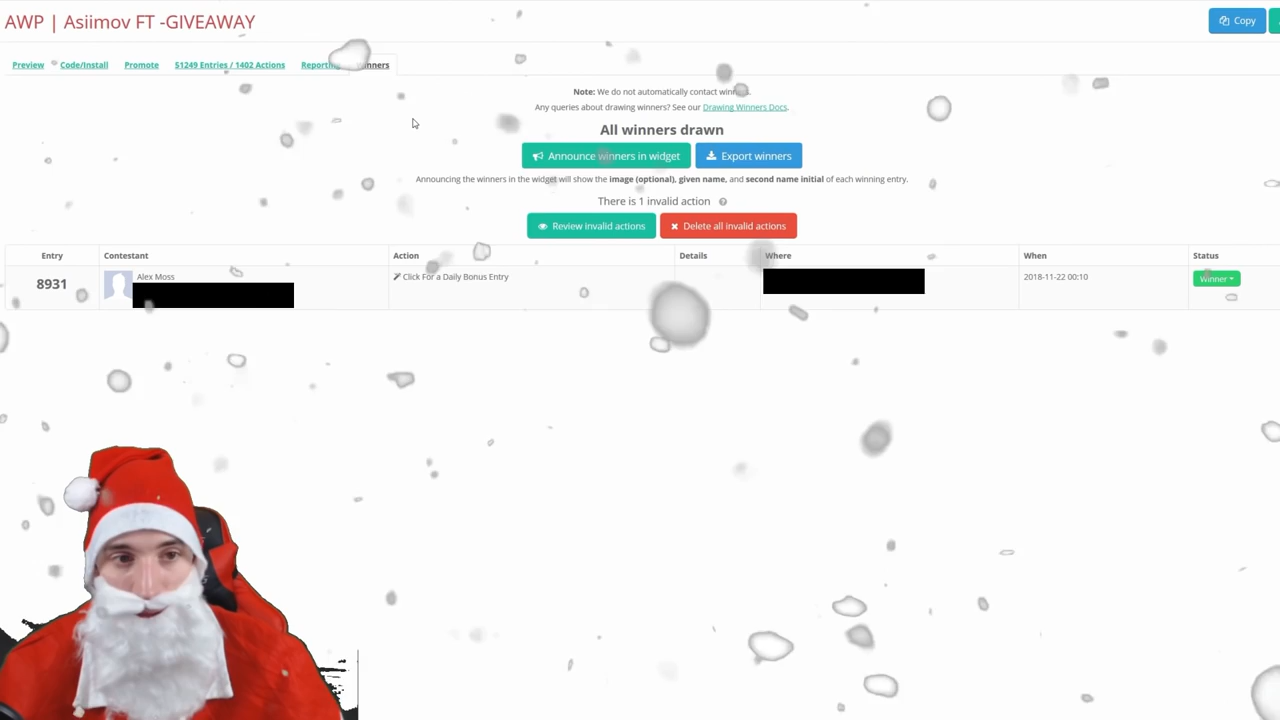 AWP | Asiimov FT -GIVEAWAY
Copy
Preview
Code/Install
Promote
51249 Entries / 1402 Actions
Note: We do not automatically contact
Any queries about drawing winners? See our Drawing Winners Docs.
All winners drawn
Announce winners in widget
Export winners
Announcing the winners in the widget will show the image (optional), given name, and second name initial of each winning entry.
There is 1 invalid action
Review invalid actions
Delete all invalid actions
Entry Contestant Action Details Where When Status
8931 Alex Moss Click For a Daily Bonus Entry 2018-11-22 00:10 Winner